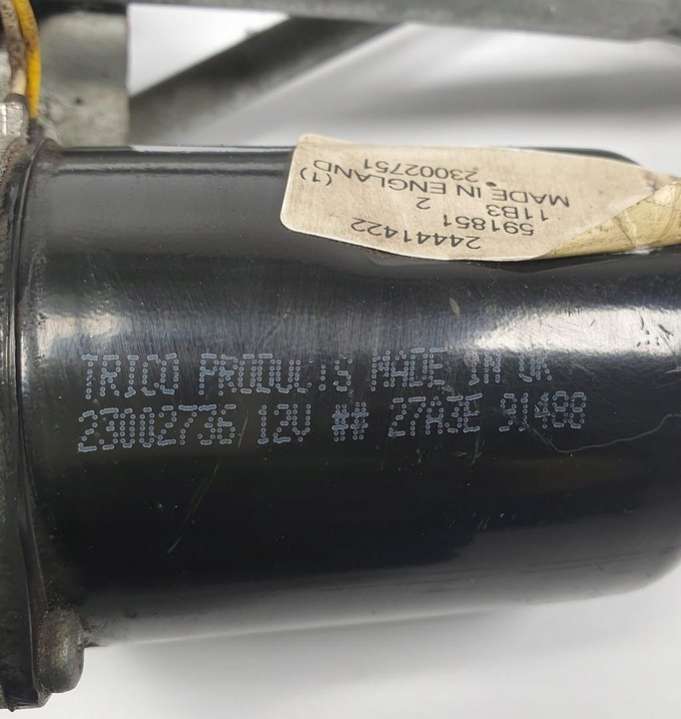 24441422
591851 2
11B3
MADE IN ENGLAND
23002751 (1)
TRICO PRODUCTS MADE IN UK
23002736 12V ## 27A3E 91488